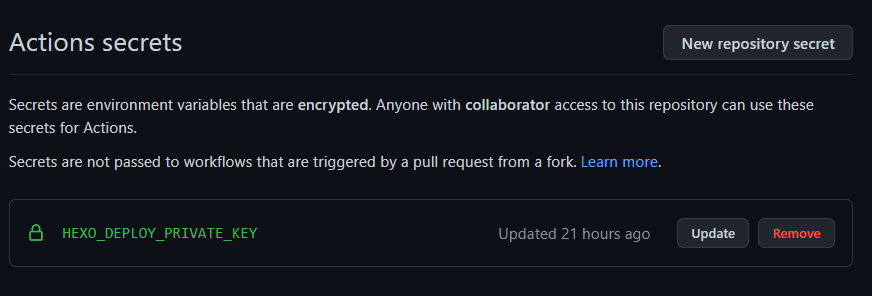 Actions secrets
New repository secret
Secrets are environment variables that are encrypted. Anyone with collaborator access to this repository can use these
secrets for Actions.
Secrets are not passed to workflows that are triggered by a pull request from a fork. Learn more.
HEXO_DEPLOY_PRIVATE_KEY
Updated 21 hours ago
Update
Remove